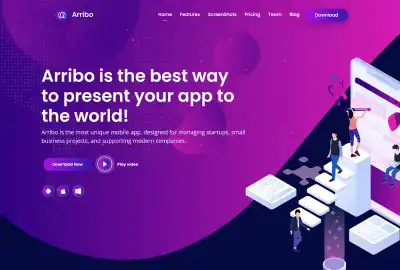 Arribo
Home Features ScreenShots Pricing Team Blog Download
Arribo is the best way
to present your app to
the world!
Arribo is the most unique mobile app, designed for managing startups, small
business projects, and supporting modern companies.
Download Now Play video